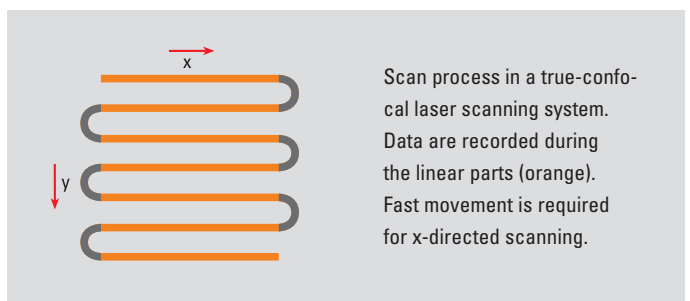 x
y
Scan process in a true-confo-
cal laser scanning system.
Data are recorded during
the linear parts (orange).
Fast movement is required
for x-directed scanning.